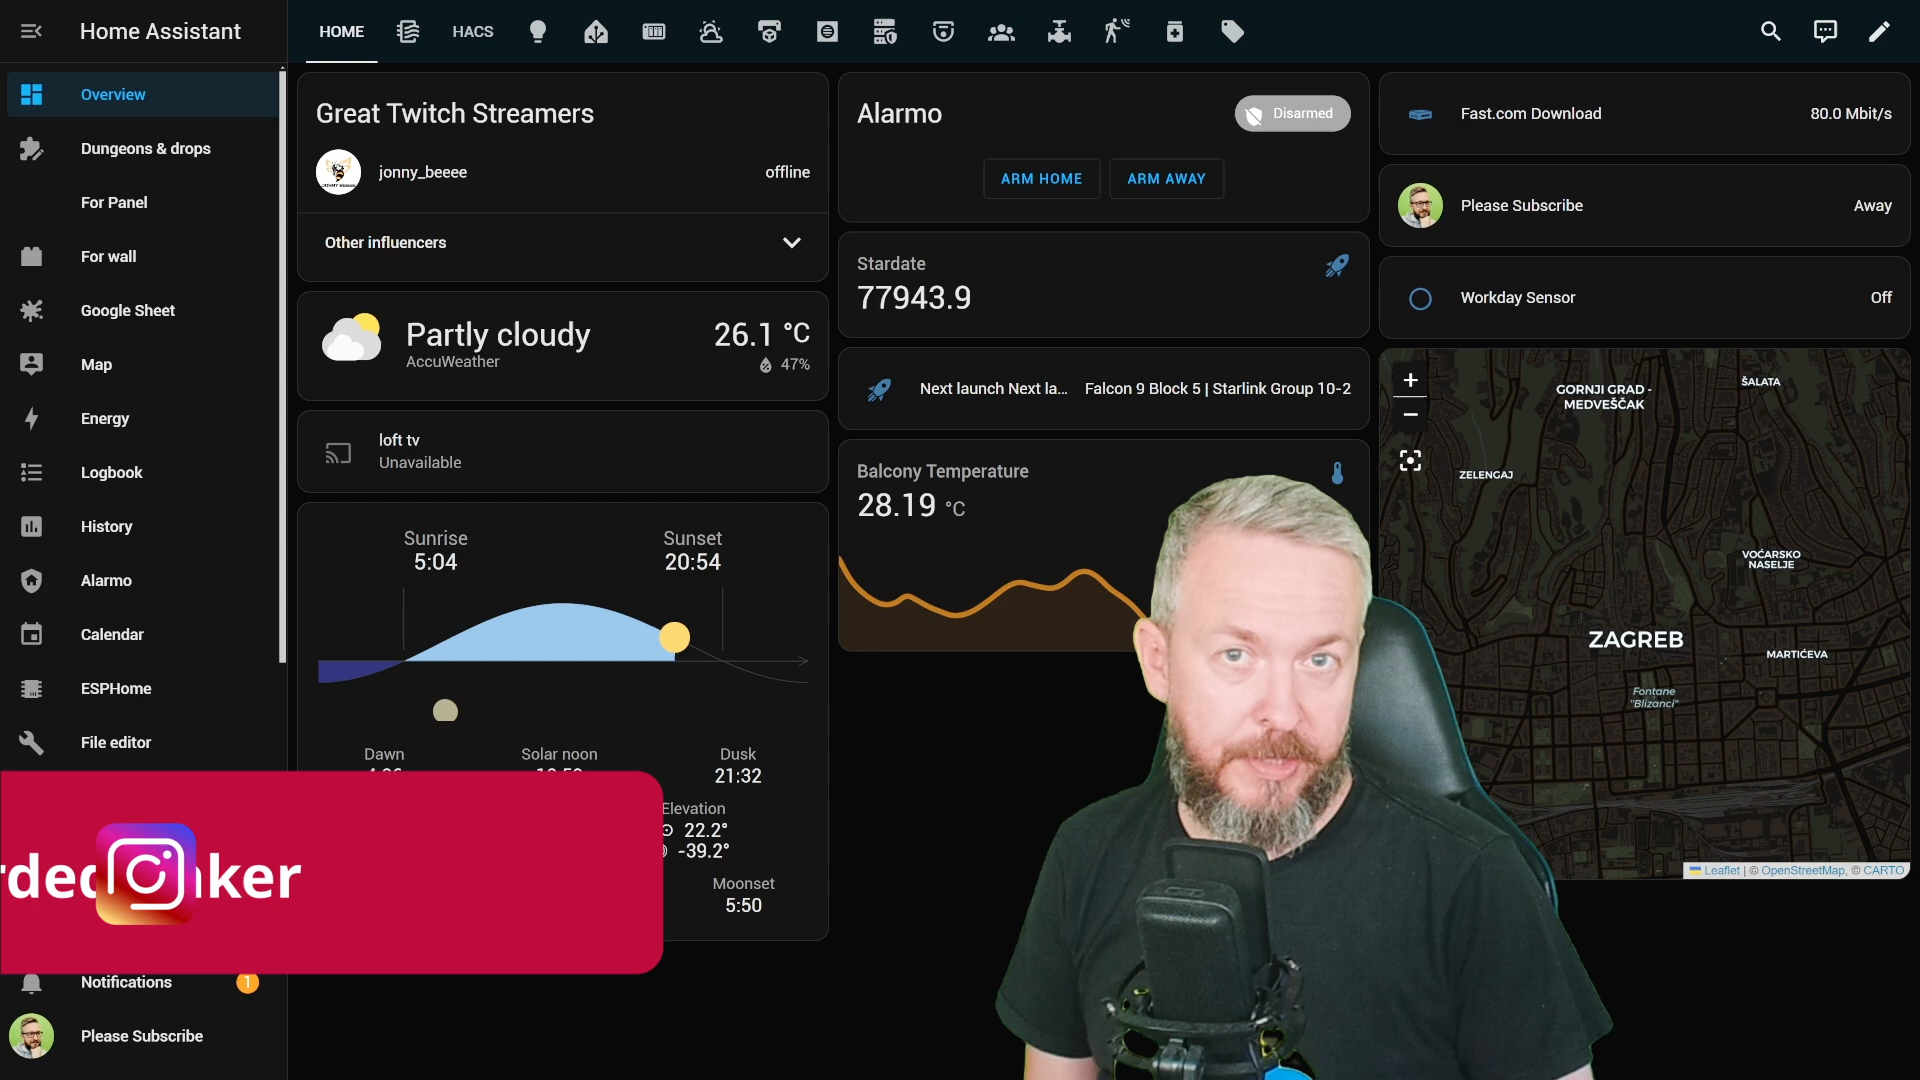 Home Assistant
HOME
HACS
Overview
Dungeons & drops
For Panel
For wall
Google Sheet
Map
Energy
Logbook
History
Alarmo
Calendar
ESPHome
File editor
Notifications
1
Please Subscribe
Great Twitch Streamers
jonny_beeee
offline
Other influencers
Partly cloudy
AccuWeather
26.1 °C
47%
loft tv
Unavailable
Sunrise
5:04
Sunset
20:54
Dawn
Solar noon
Dusk
21:32
Elevation
22.2°
-39.2°
Moonset
5:50
Alarmo
Disarmed
ARM HOME
ARM AWAY
Stardate
77943.9
Next launch Next la... Falcon 9 Block 5 | Starlink Group 10-2
Balcony Temperature
28.19 °C
Fast.com Download
80.0 Mbit/s
Please Subscribe
Away
Workday Sensor
Off
+
−
GORNJI GRAD -
MEDVEŠČAK
ŠALATA
ZELENGAJ
VOĆARSKO
NASELJE
ZAGREB
MARTIĆEVA
Fontane
"Blizanci"
Leaflet | © OpenStreetMap, © CARTO